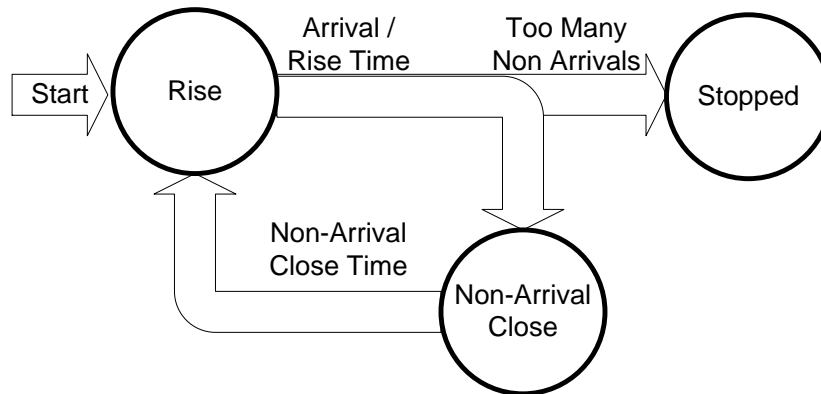 Arrival /
Rise Time
Too Many
Non Arrivals
Start
Rise
Stopped
Non-Arrival
Close Time
Non-Arrival
Close